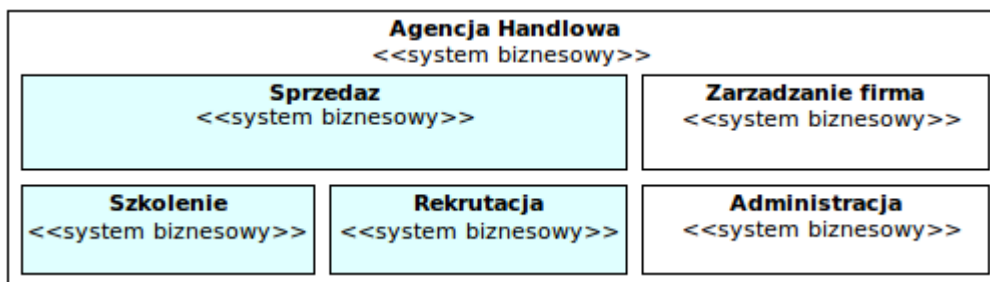 Agencja Handlowa
<<system biznesowy>>
Sprzedaz
<<system biznesowy>>
Zarzadzanie firma
<<system biznesowy>>
Szkolenie
<<system biznesowy>>
Rekrutacja
<<system biznesowy>>
Administracja
<<system biznesowy>>